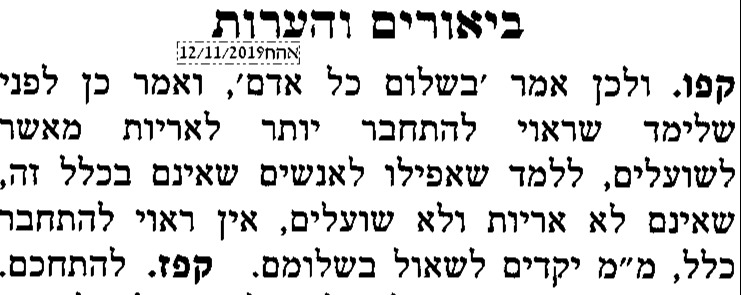 ביאורים והערות
אהח12/11/2019
קפו. ולכן אמר 'בשלום כל אדם', ואמר כן לפני
שלימד שראוי להתחבר יותר לאריות מאשר
לשועלים, ללמד שאפילו לאנשים שאינם בכלל זה,
שאינם לא אריות ולא שועלים, אין ראוי להתחבר
כלל, מ"מ יקדים לשאול בשלומם. קפז. להתחכם.